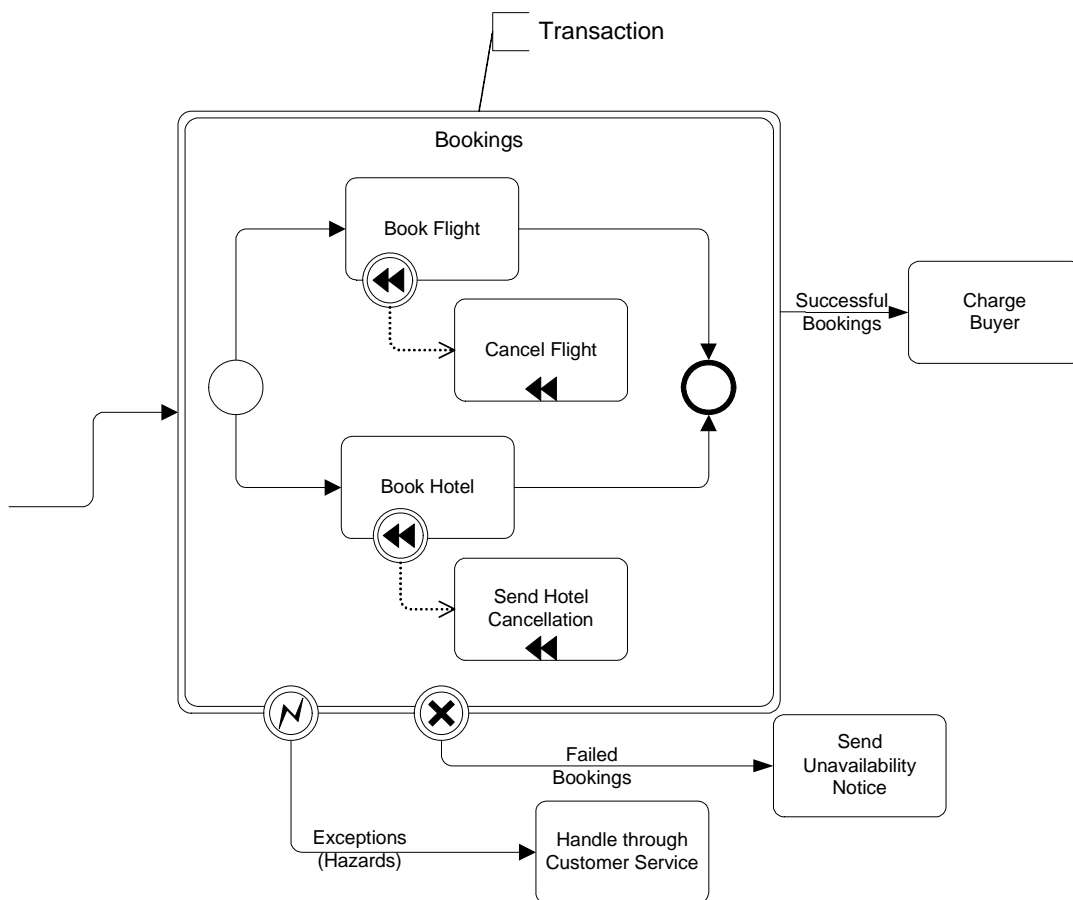 Transaction
Bookings
Book Flight
Cancel Flight
Successful
Bookings
Charge
Buyer
Book Hotel
Send Hotel
Cancellation
Failed
Bookings
Send
Unavailability
Notice
Exceptions
(Hazards)
Handle through
Customer Service